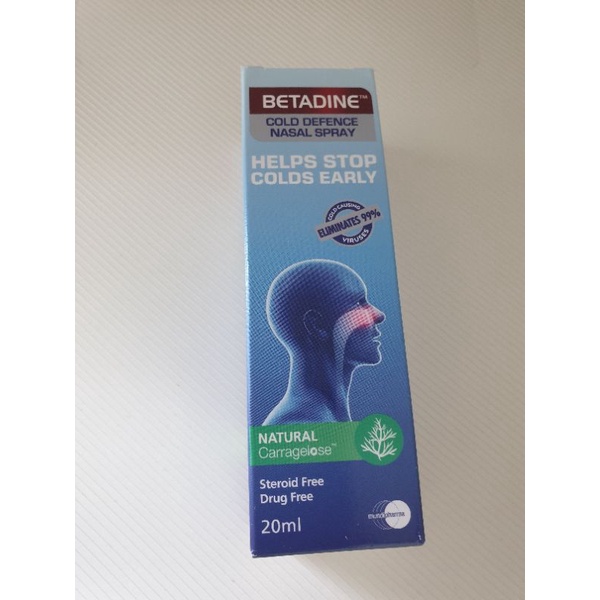 BETADINE™
COLD DEFENCE
NASAL SPRAY
HELPS STOP
COLDS EARLY
COLD CAUSING
ELIMINATES 99%
VIRUSES
NATURAL
Carragelose™
Steroid Free
Drug Free
20ml
mundipharma